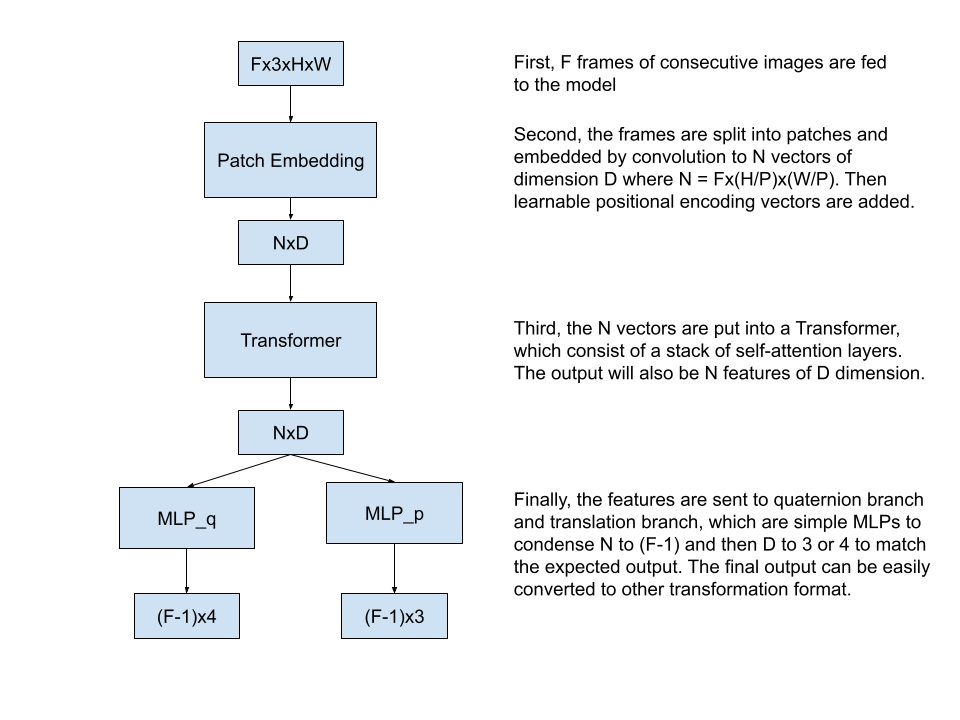 Fx3xHxW
First, F frames of consecutive images are fed
to the model
Patch Embedding
Second, the frames are split into patches and
embedded by convolution to N vectors of
dimension D where N = Fx(H/P)x(W/P). Then
learnable positional encoding vectors are added.
NxD
Transformer
Third, the N vectors are put into a Transformer,
which consist of a stack of self-attention layers.
The output will also be N features of D dimension.
NxD
MLP_q
MLP_p
Finally, the features are sent to quaternion branch
and translation branch, which are simple MLPs to
condense N to (F-1) and then D to 3 or 4 to match
the expected output. The final output can be easily
converted to other transformation format.
(F-1)x4
(F-1)x3